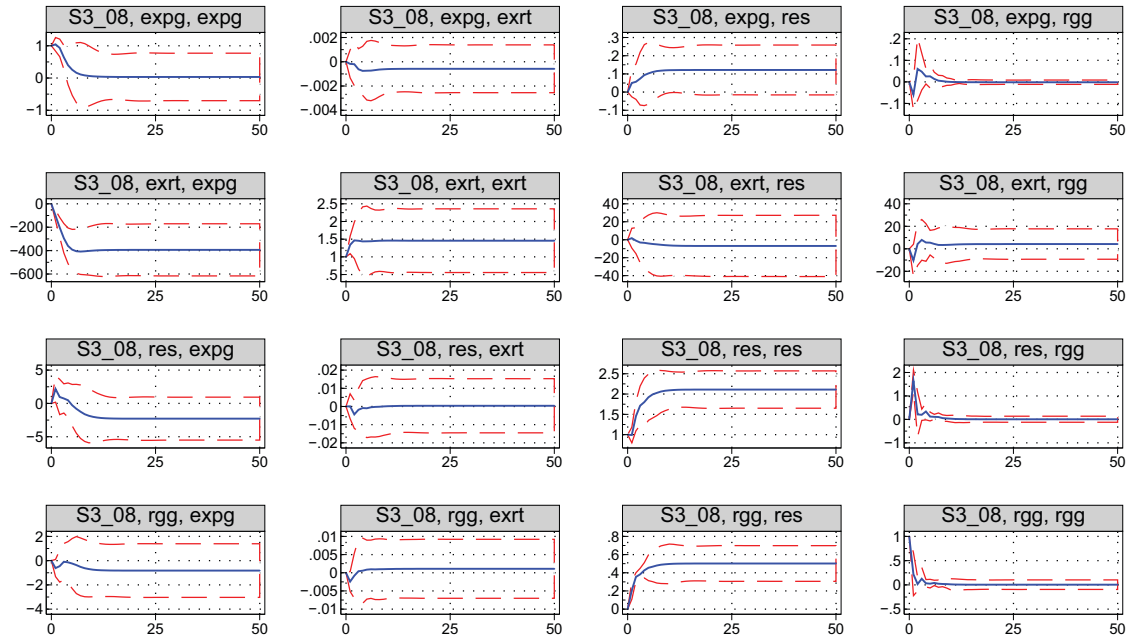 S3_08, expg, expg
1
0
−1
0 25 50
S3_08, expg, exrt
.002
0
−.002
−.004
0 25 50
S3_08, expg, res
.3
.2
.1
0
−.1
0 25 50
S3_08, expg, rgg
.2
.1
0
−.1
0 25 50
S3_08, exrt, expg
0
−200
−400
−600
0 25 50
S3_08, exrt, exrt
2.5
2
1.5
1
.5
0 25 50
S3_08, exrt, res
40
20
0
−20
−40
0 25 50
S3_08, exrt, rgg
40
20
0
−20
0 25 50
S3_08, res, expg
5
0
−5
0 25 50
S3_08, res, exrt
.02
.01
0
−.01
−.02
0 25 50
S3_08, res, res
2.5
2
1.5
1
0 25 50
S3_08, res, rgg
2
1
0
−1
0 25 50
S3_08, rgg, expg
2
0
−2
−4
0 25 50
S3_08, rgg, exrt
.01
.005
0
−.005
−.01
0 25 50
S3_08, rgg, res
.8
.6
.4
.2
0
0 25 50
S3_08, rgg, rgg
1
.5
0
−.5
0 25 50